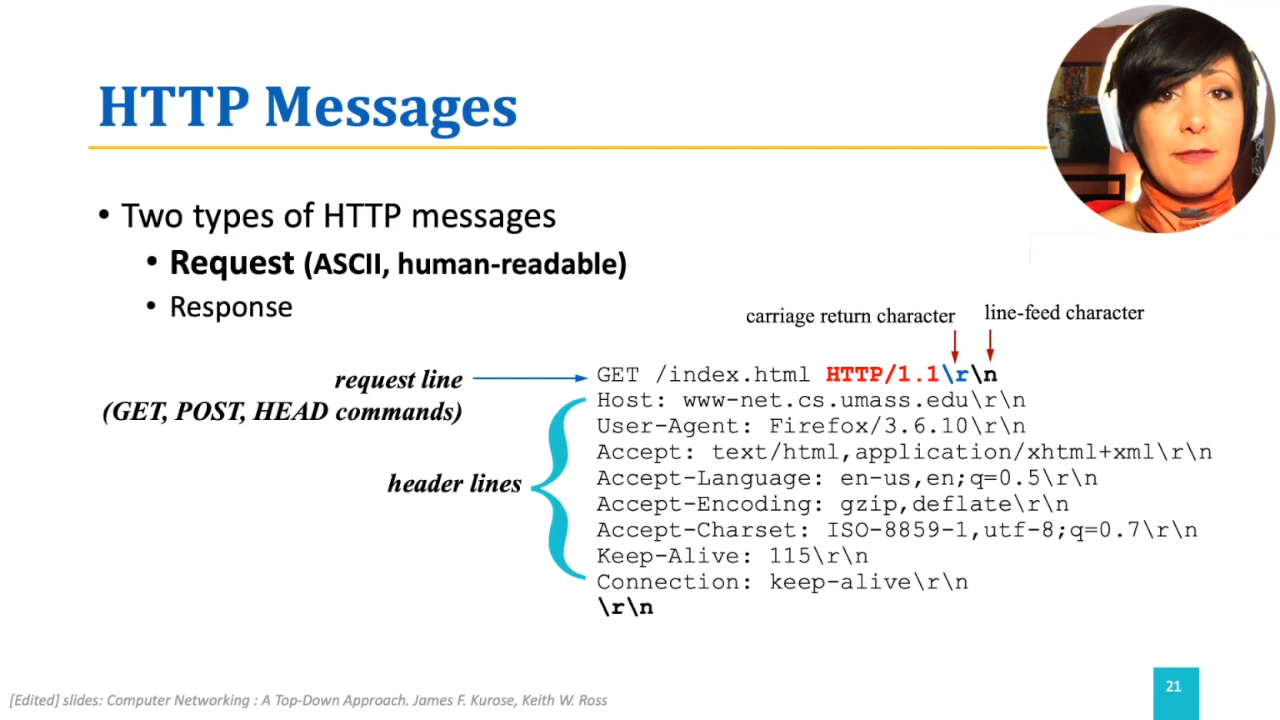 HTTP Messages
• Two types of HTTP messages
• Request (ASCII, human-readable)
• Response
carriage return character
line-feed character
request line
(GET, POST, HEAD commands)
header lines
GET /index.html HTTP/1.1\r\n
Host: www-net.cs.umass.edu\r\n
User-Agent: Firefox/3.6.10\r\n
Accept: text/html,application/xhtml+xml\r\n
Accept-Language: en-us,en;q=0.5\r\n
Accept-Encoding: gzip,deflate\r\n
Accept-Charset: ISO-8859-1,utf-8;q=0.7\r\n
Keep-Alive: 115\r\n
Connection: keep-alive\r\n
\r\n
[Edited] slides: Computer Networking : A Top-Down Approach. James F. Kurose, Keith W. Ross
21